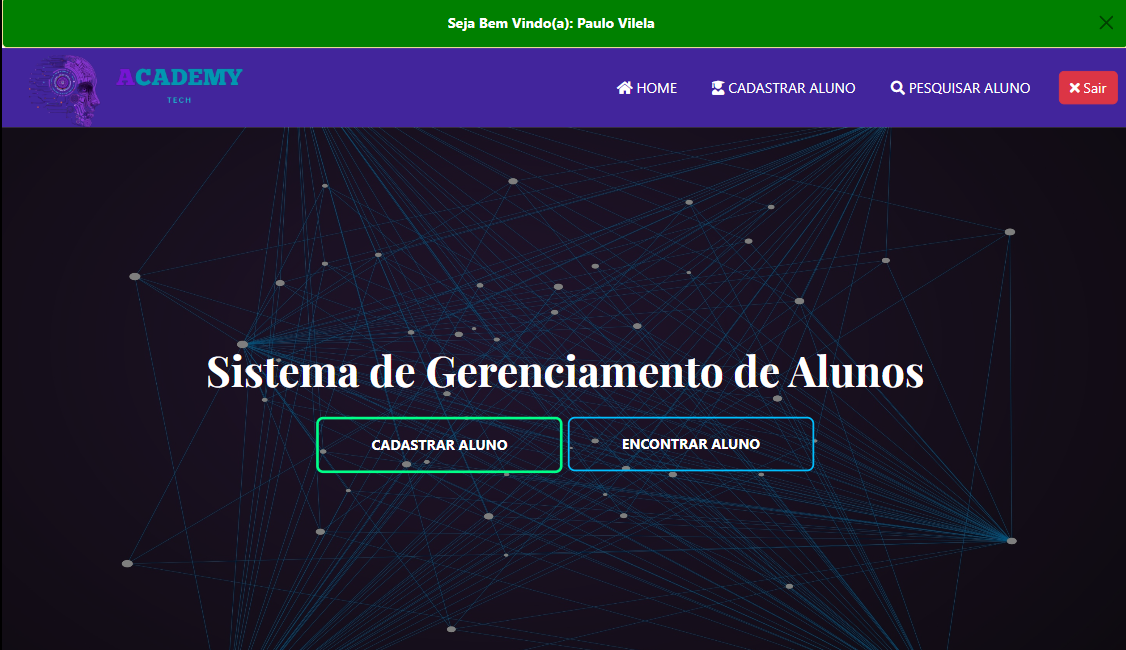 Seja Bem Vindo(a): Paulo Vilela
ACADEMY
TECH
HOME
CADASTRAR ALUNO
PESQUISAR ALUNO
Sair
Sistema de Gerenciamento de Alunos
CADASTRAR ALUNO
ENCONTRAR ALUNO